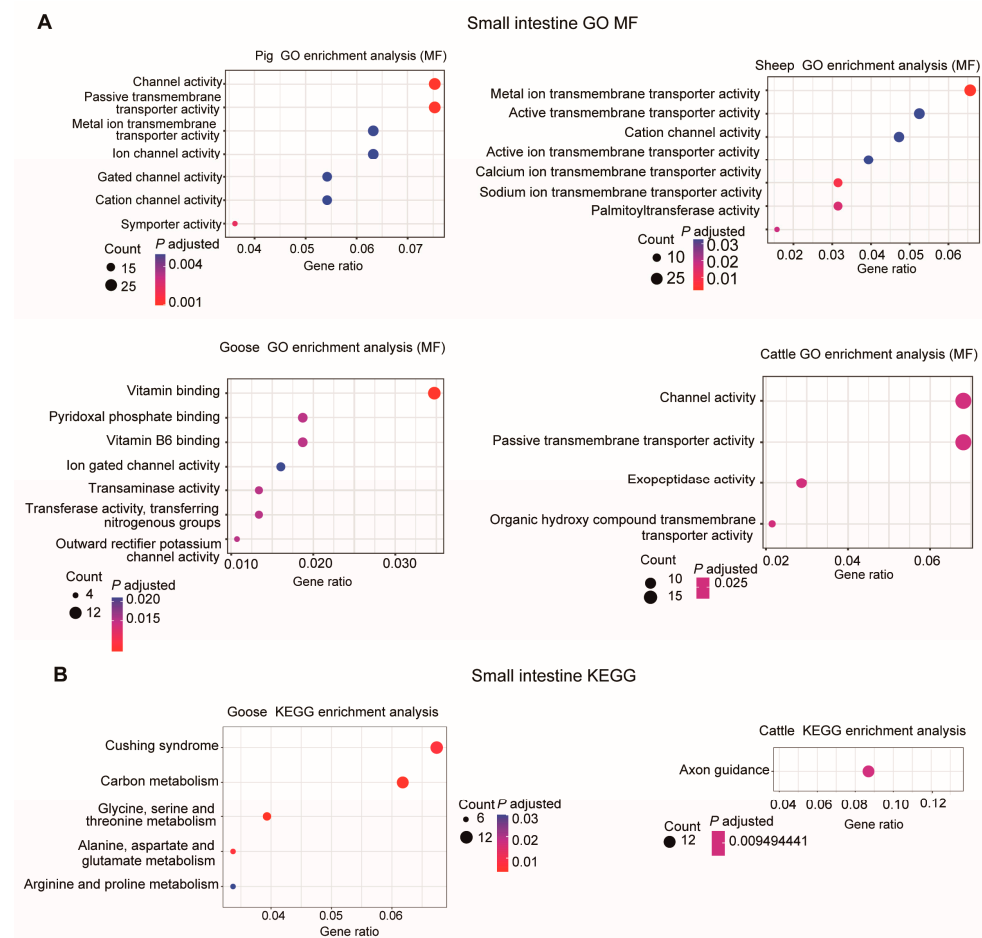 A
Small intestine GO MF
Pig GO enrichment analysis (MF)
Channel activity
Passive transmembrane
transporter activity
Metal ion transmembrane
transporter activity
Ion channel activity
Gated channel activity
Cation channel activity
Symporter activity
0.04 0.05 0.06 0.07
Gene ratio
Count
15
25
P adjusted
0.004
0.001
Sheep GO enrichment analysis (MF)
Metal ion transmembrane transporter activity
Active transmembrane transporter activity
Cation channel activity
Active ion transmembrane transporter activity
Calcium ion transmembrane transporter activity
Sodium ion transmembrane transporter activity
Palmitoyltransferase activity
0.02 0.03 0.04 0.05 0.06
Gene ratio
Count
10
25
P adjusted
0.03
0.02
0.01
Goose GO enrichment analysis (MF)
Vitamin binding
Pyridoxal phosphate binding
Vitamin B6 binding
Ion gated channel activity
Transaminase activity
Transferase activity, transferring
nitrogenous groups
Outward rectifier potassium
channel activity
0.010 0.020 0.030
Gene ratio
Count
4
12
P adjusted
0.020
0.015
Cattle GO enrichment analysis (MF)
Channel activity
Passive transmembrane transporter activity
Exopeptidase activity
Organic hydroxy compound transmembrane
transporter activity
0.02 0.04 0.06
Gene ratio
Count
10
15
P adjusted
0.025
B
Small intestine KEGG
Goose KEGG enrichment analysis
Cushing syndrome
Carbon metabolism
Glycine, serine and
threonine metabolism
Alanine, aspartate and
glutamate metabolism
Arginine and proline metabolism
0.04 0.05 0.06
Gene ratio
Count
6
12
P adjusted
0.03
0.02
0.01
Cattle KEGG enrichment analysis
Axon guidance
0.04 0.06 0.08 0.10 0.12
Gene ratio
Count
12
P adjusted
0.009494441